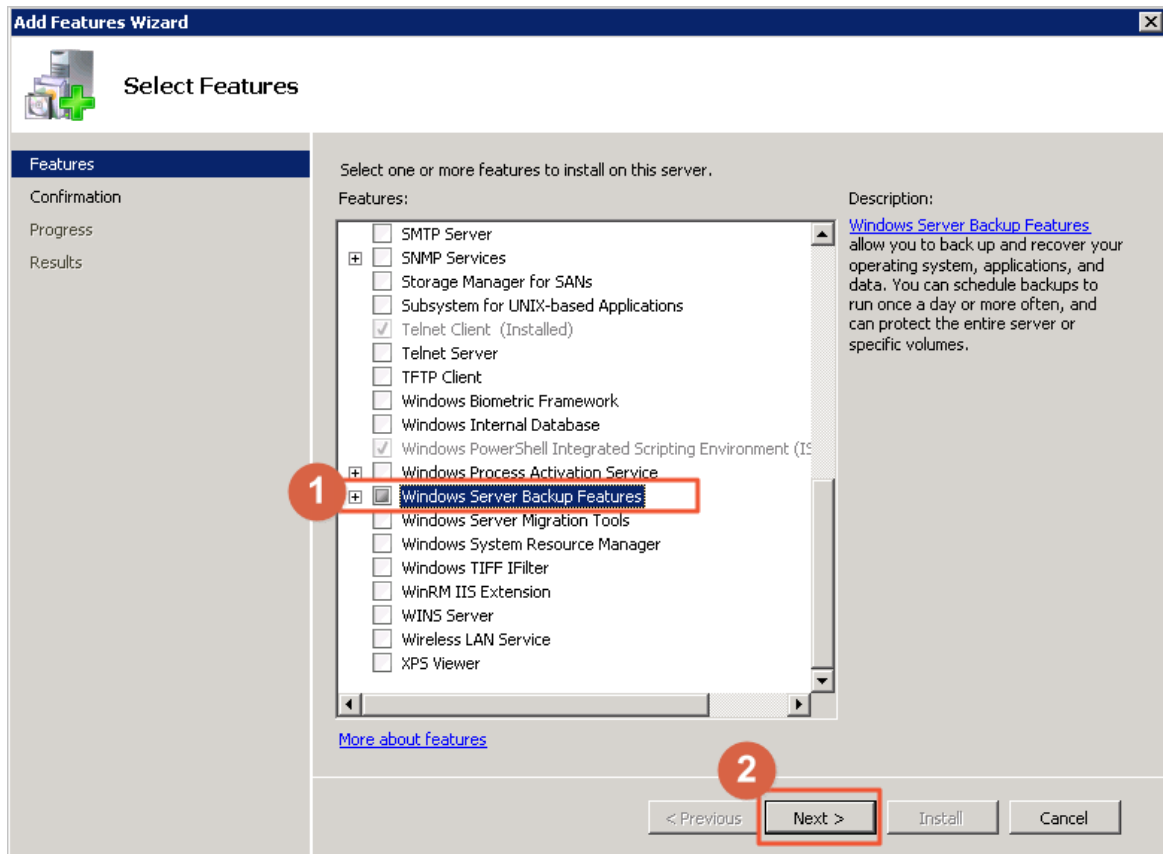 Add Features Wizard
Select Features
Features
Confirmation
Progress
Results
Select one or more features to install on this server.
Features:
SMTP Server
SNMP Services
Storage Manager for SANs
Subsystem for UNIX-based Applications
Telnet Client (Installed)
Telnet Server
TFTP Client
Windows Biometric Framework
Windows Internal Database
Windows PowerShell Integrated Scripting Environment (IS
Windows Process Activation Service
1
Windows Server Backup Features
Windows Server Migration Tools
Windows System Resource Manager
Windows TIFF IFilter
WinRM IIS Extension
WINS Server
Wireless LAN Service
XPS Viewer
More about features
Description:
Windows Server Backup Features
allow you to back up and recover your
operating system, applications, and
data. You can schedule backups to
run once a day or more often, and
can protect the entire server or
specific volumes.
2
< Previous
Next >
Install
Cancel